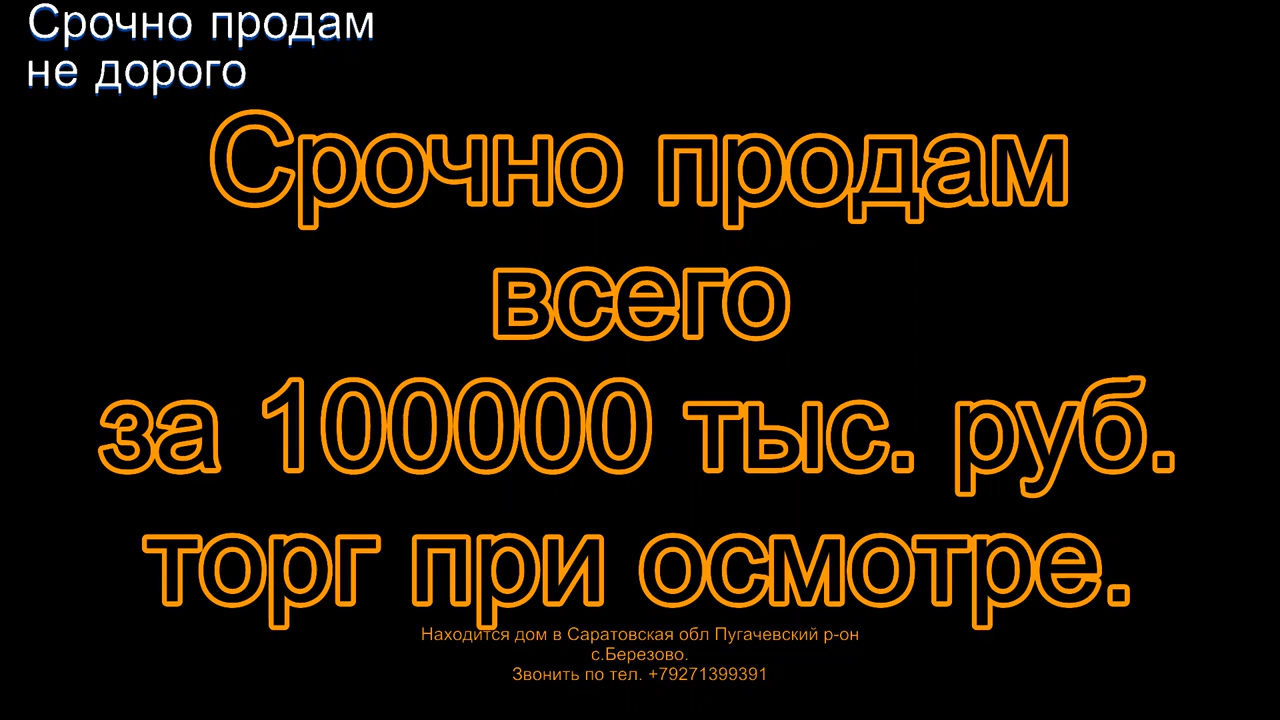 Срочно продам
не дорого
Срочно продам
всего
за 100000 тыс. руб.
торг при осмотре.
Находится дом в Саратовская обл Пугачевский р-он
с.Березово.
Звонить по тел. +79271399391